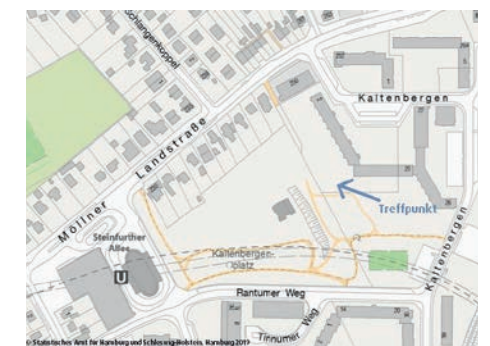 Schlangenkoppel
Kaltenbergen
Möllner Landstraße
Treffpunkt
Steinfurther
Allee
U
Kaltenbergen-
platz
Kaltenbergen
Rantumer Weg
Tinnumer Weg
© Statistisches Amt für Hamburg und Schleswig-Holstein, Hamburg 2017